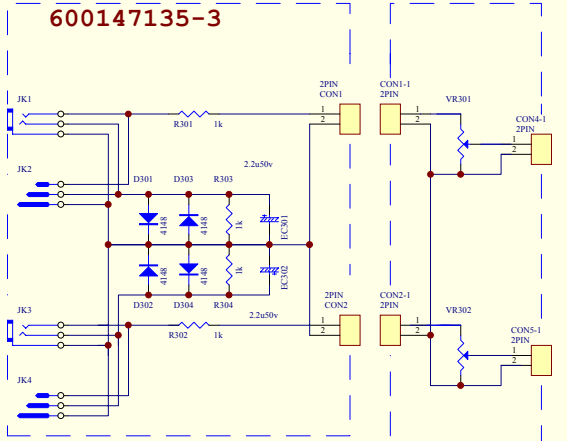 600147135-3
JK1
R301
1k
2PIN
CON1
1
2
CON1-1
2PIN
1
2
VR301
CON4-1
2PIN
1
2
JK2
2.2u50v
D301
D303
R303
4148
4148
1k
EC301
4148
4148
1k
EC302
D302
D304
R304
2.2u50v
JK3
R302
1k
2PIN
CON2
1
2
CON2-1
2PIN
1
2
VR302
CON5-1
2PIN
1
2
JK4